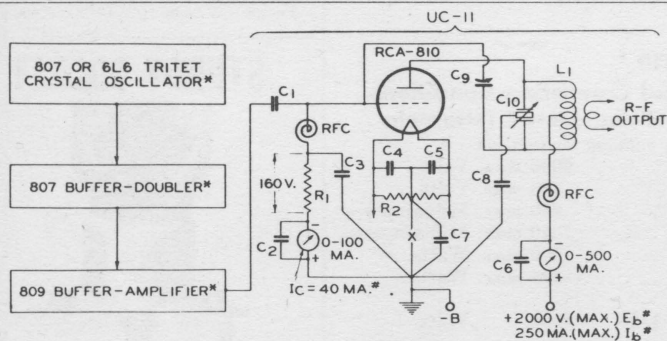 UC-11
RCA-810
807 OR 6L6 TRITET
CRYSTAL OSCILLATOR*
807 BUFFER-DOUBLER*
809 BUFFER-AMPLIFIER*
C1
RFC
160 V.
R1
C3
C2
- 
+
0-100
MA.
IC = 40 MA.#
C4
C5
R2
X
C7
-B
C9
C10
C8
L1
R-F
OUTPUT
RFC
C6
-
+
0-500
MA.
+2000 V.(MAX.) Eb#
250 MA.(MAX.) Ib#